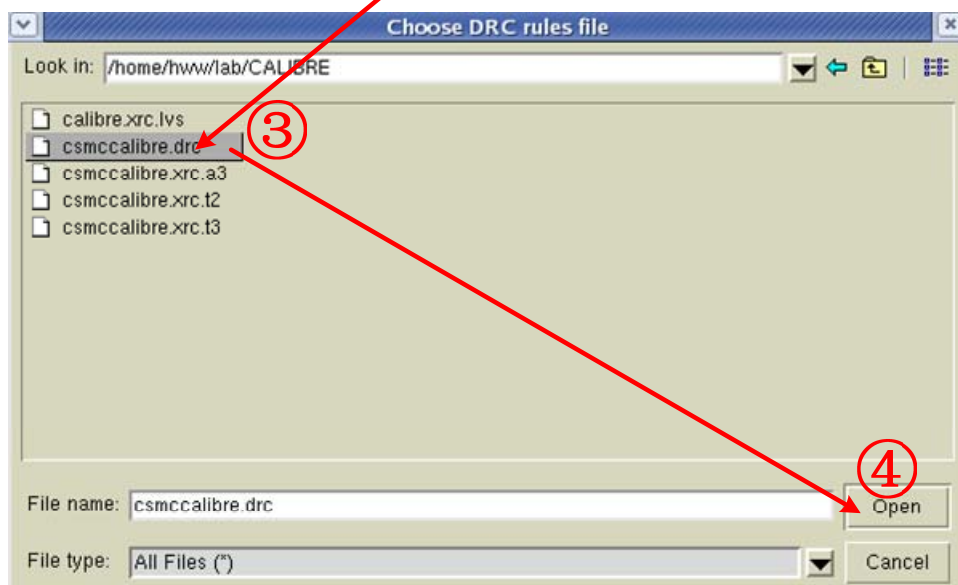 Choose DRC rules file
Look in: /home/hww/lab/CALIBRE
calibre.xrc.lvs
③
csmccalibre.drc
csmccalibre.xrc.a3
csmccalibre.xrc.t2
csmccalibre.xrc.t3
④
File name: csmccalibre.drc Open
File type: All Files (*) Cancel